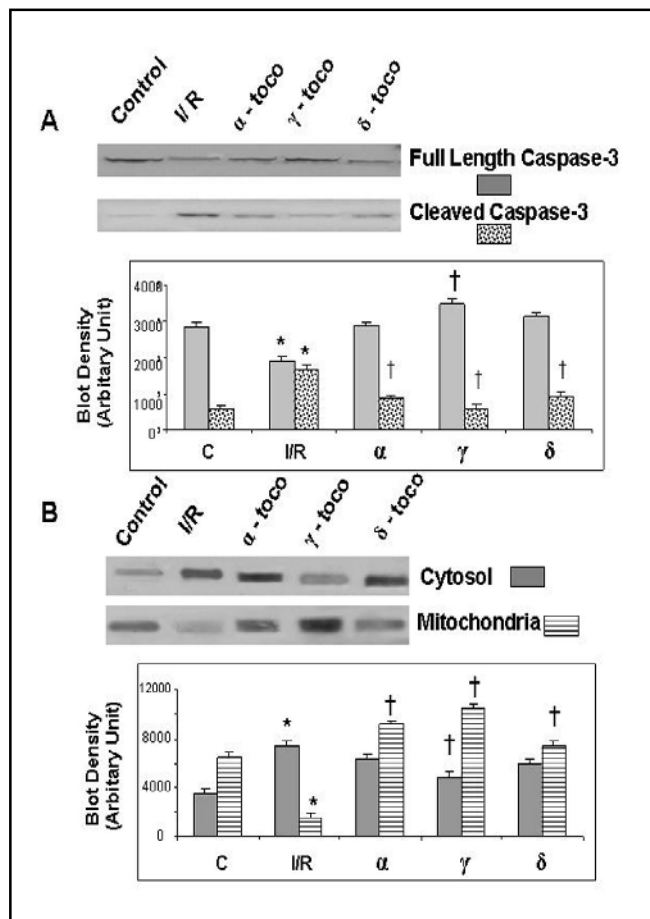 Control I/R α - toco γ - toco δ - toco
A
Full Length Caspase-3
Cleaved Caspase-3
Blot Density
(Arbitary Unit)
4000
3000
2000
1000
0
* *
†
†
†
†
C I/R α γ δ
B
Control I/R α - toco γ - toco δ - toco
Cytosol
Mitochondria
Blot Density
(Arbitary Unit)
12000
8000
4000
0
*
*
†
†
†
†
C I/R α γ δ